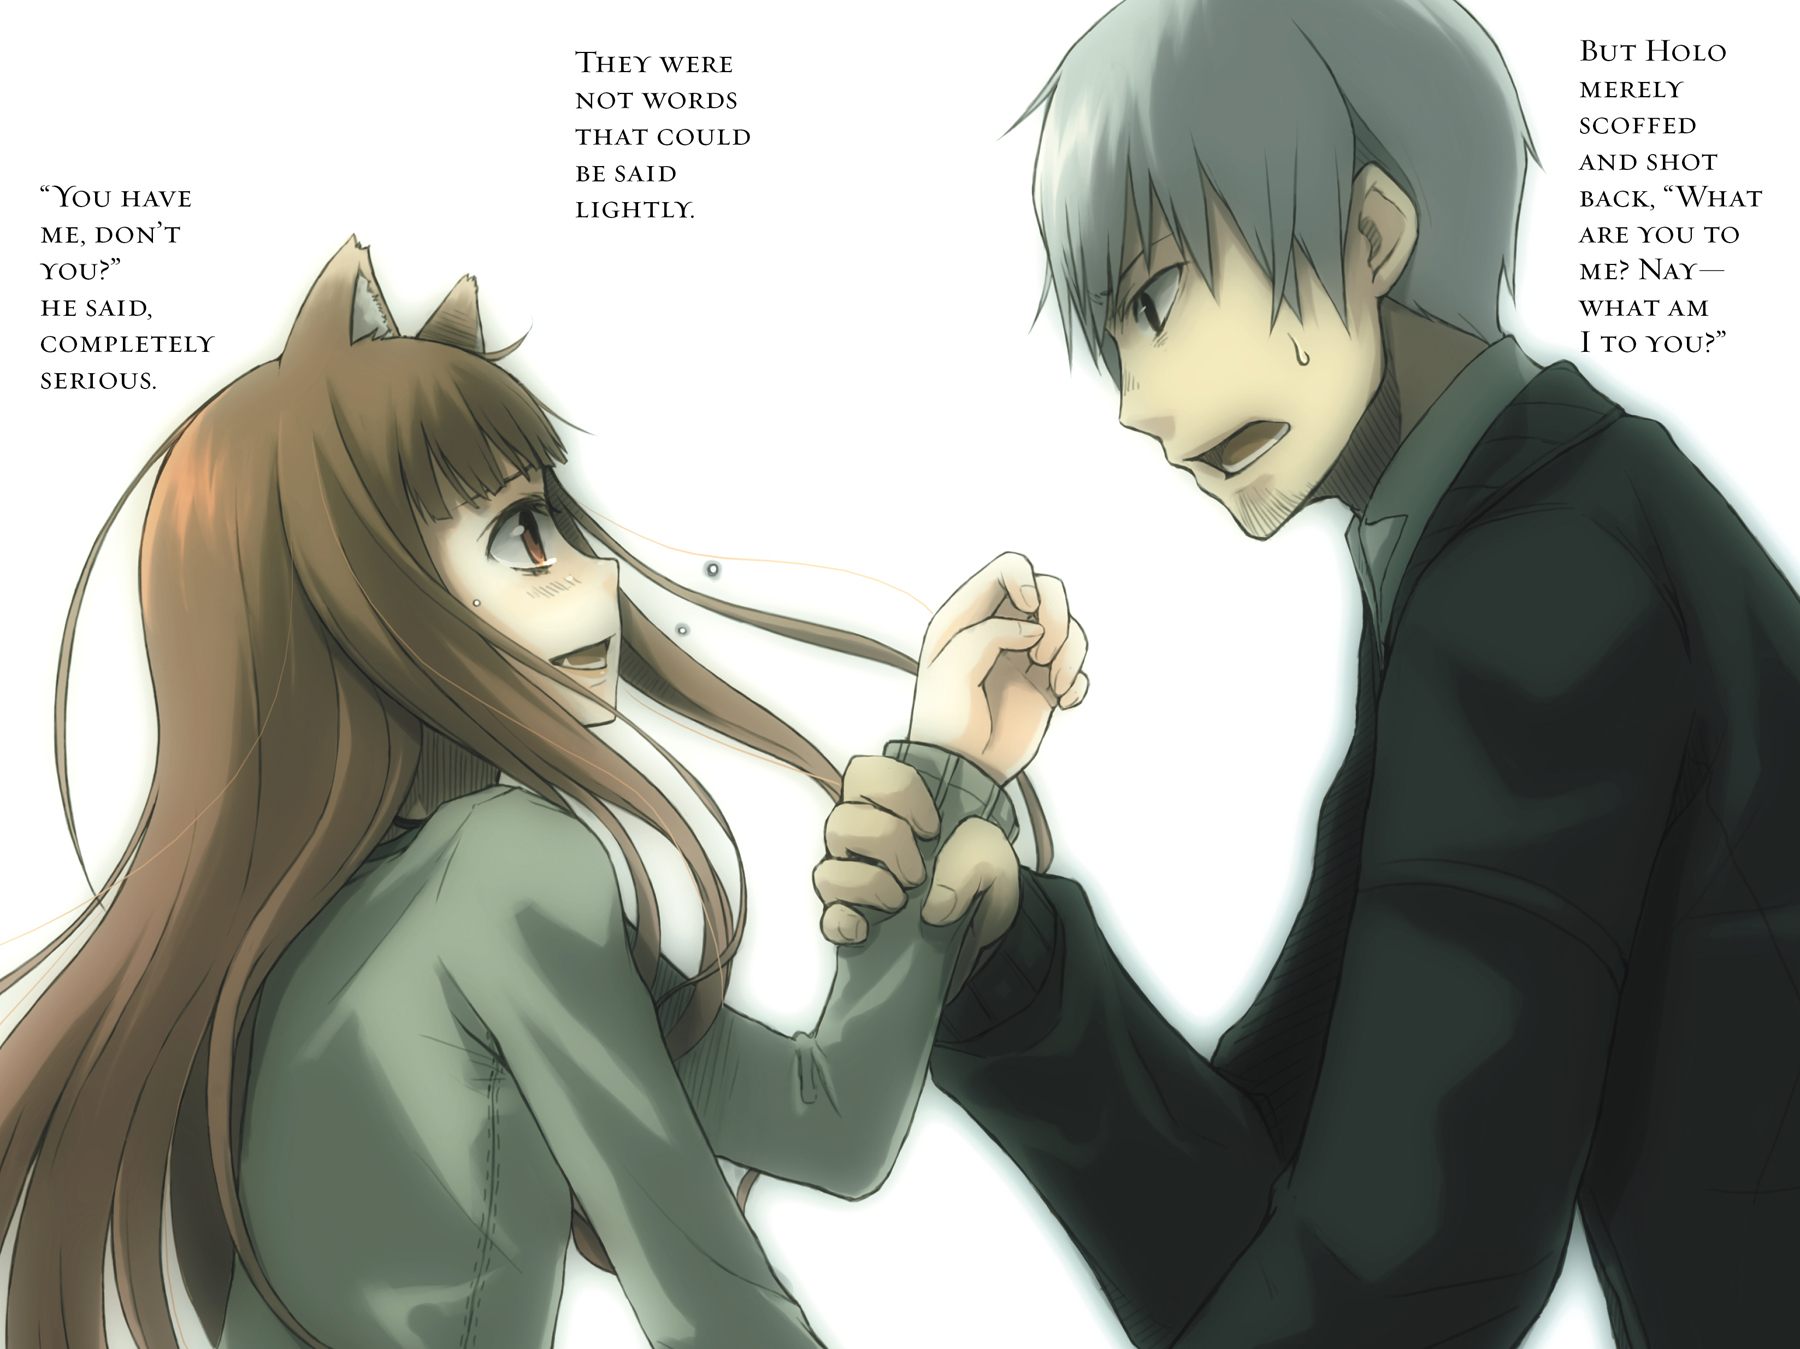 “You have
me, don’t
you?”
he said,
completely
serious.
They were
not words
that could
be said
lightly.
But Holo
merely
scoffed
and shot
back, “What
are you to
me? Nay—
what am
I to you?”